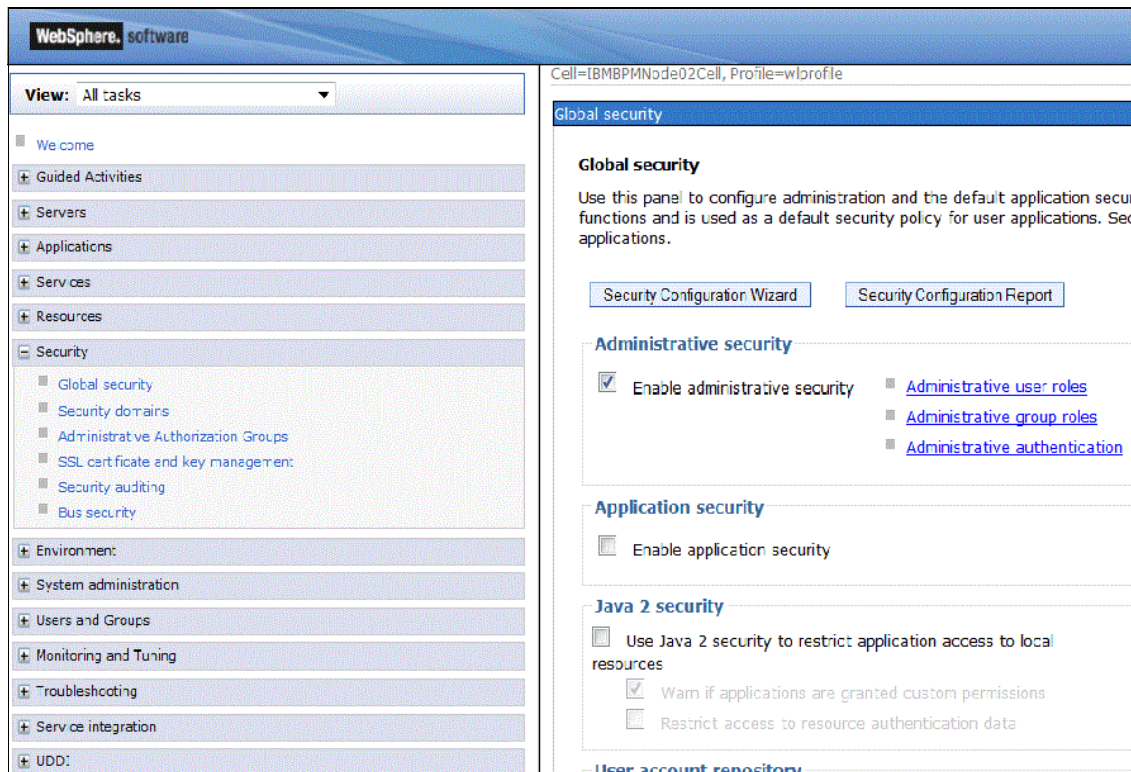 WebSphere. software
View: All tasks
Welcome
Guided Activities
Servers
Applications
Services
Resources
Security
Global security
Security domains
Administrative Authorization Groups
SSL certificate and key management
Security auditing
Bus security
Environment
System administration
Users and Groups
Monitoring and Tuning
Troubleshooting
Service integration
UDDI
Cell=IBMBPMNode02Cell, Profile=wlprofile
Global security
Global security
Use this panel to configure administration and the default application secu
functions and is used as a default security policy for user applications. Sec
applications.
Security Configuration Wizard Security Configuration Report
Administrative security
Enable administrative security
Administrative user roles
Administrative group roles
Administrative authentication
Application security
Enable application security
Java 2 security
Use Java 2 security to restrict application access to local
resources
Warn if applications are granted custom permissions
Restrict access to resource authentication data
User account repository